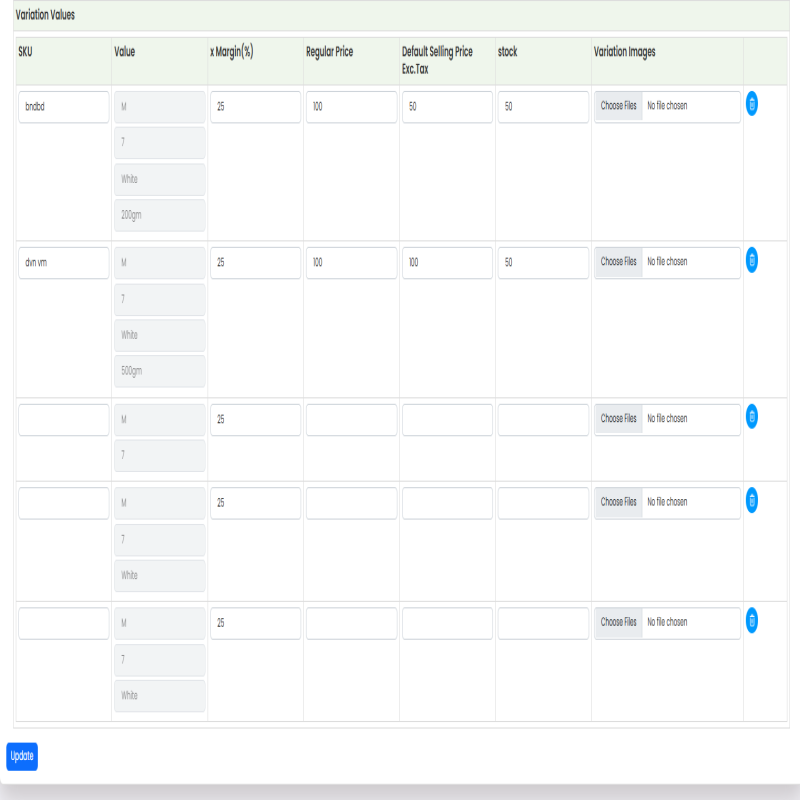 Variation Values
SKU Value x Margin(%) Regular Price Default Selling Price Exc.Tax stock Variation Images
bndbd M 25 100 50 50 Choose Files No file chosen
7
White
200gm
dvn vm M 25 100 100 50 Choose Files No file chosen
7
White
500gm
M 25 Choose Files No file chosen
7
M 25 Choose Files No file chosen
7
White
M 25 Choose Files No file chosen
7
White
Update